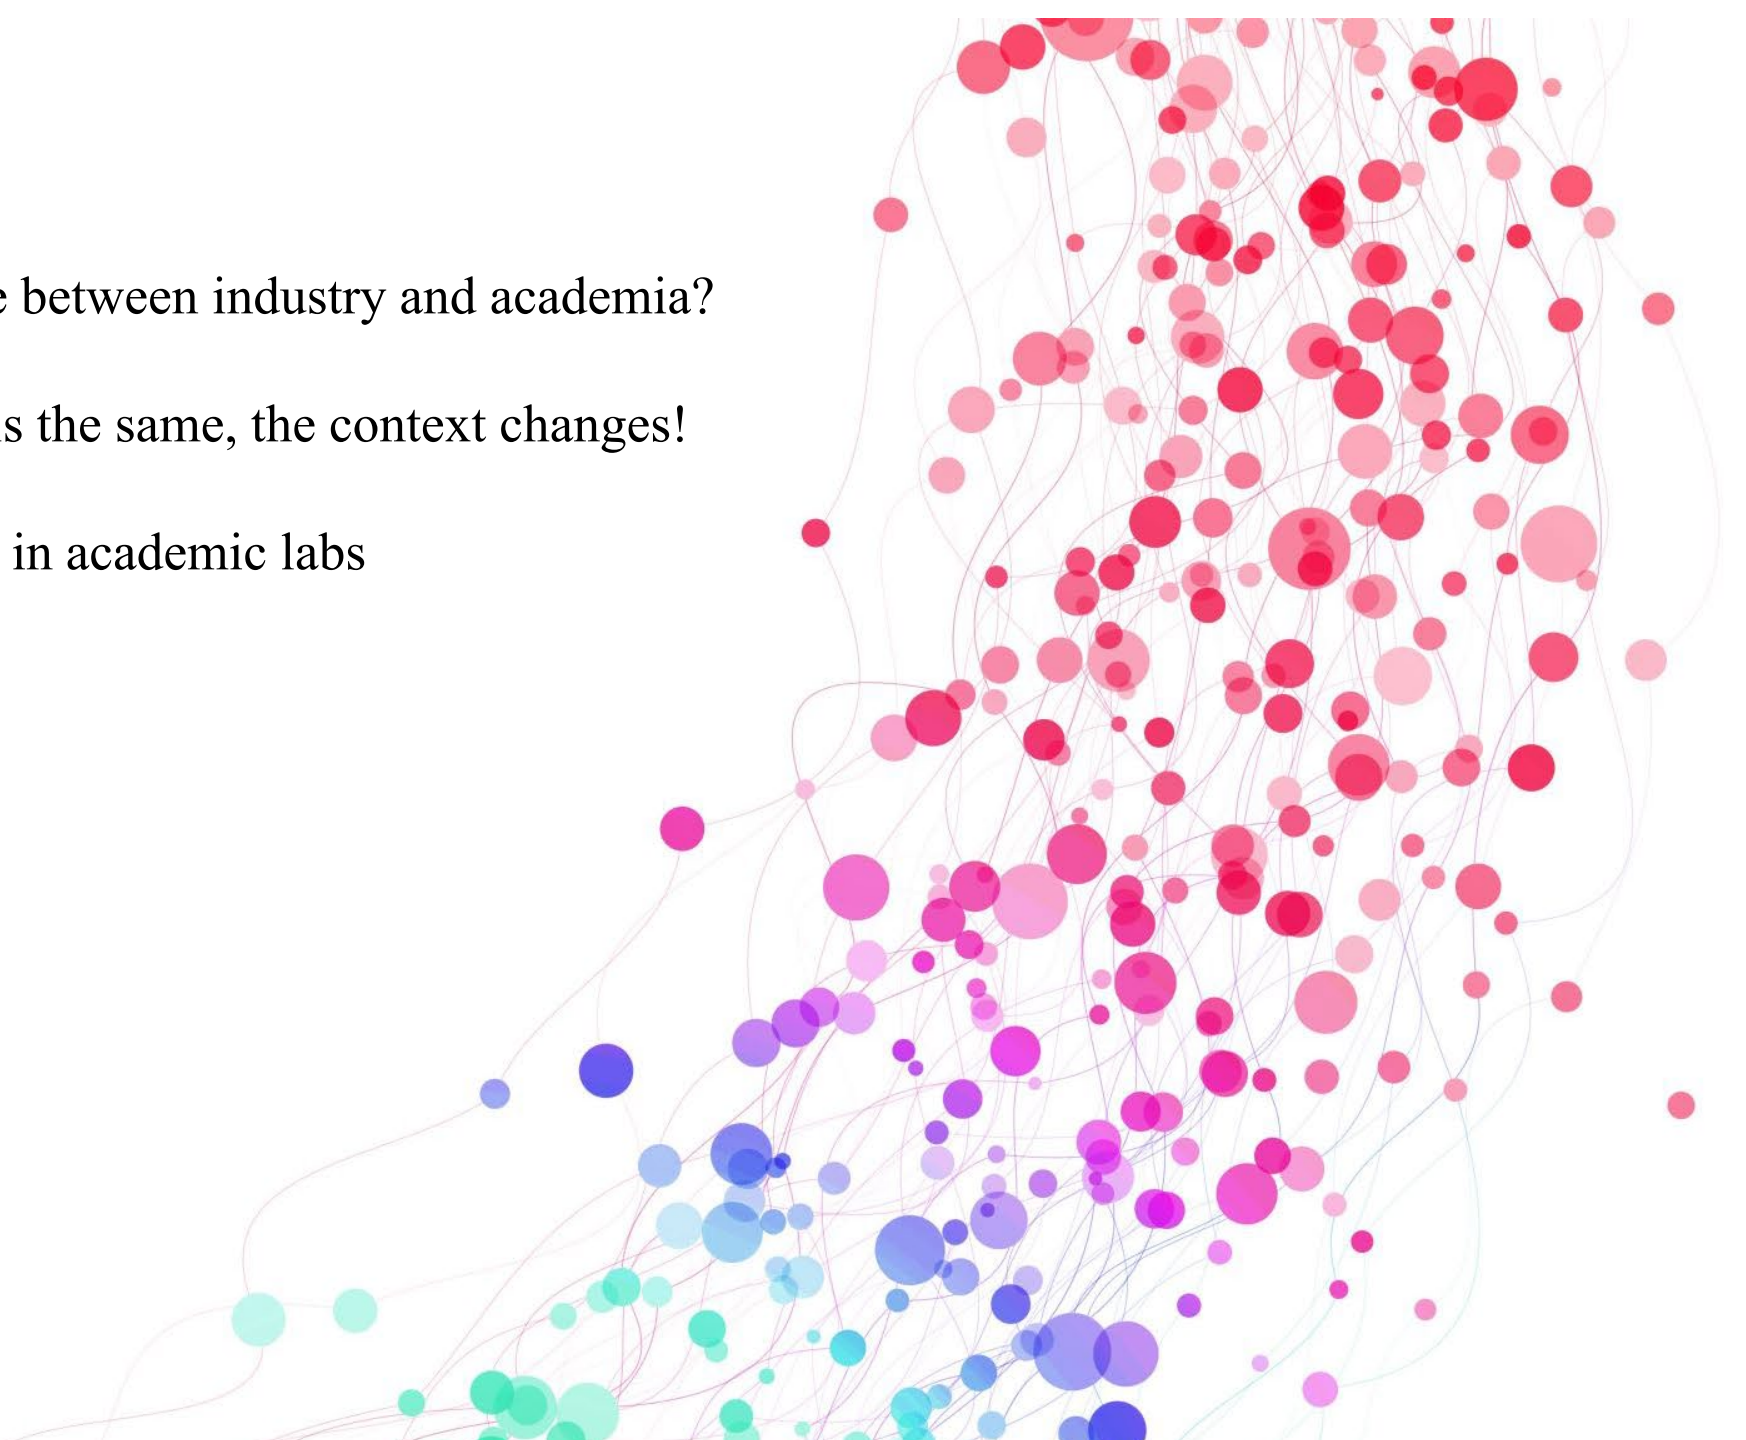 between industry and academia?
the same, the context changes!
in academic labs